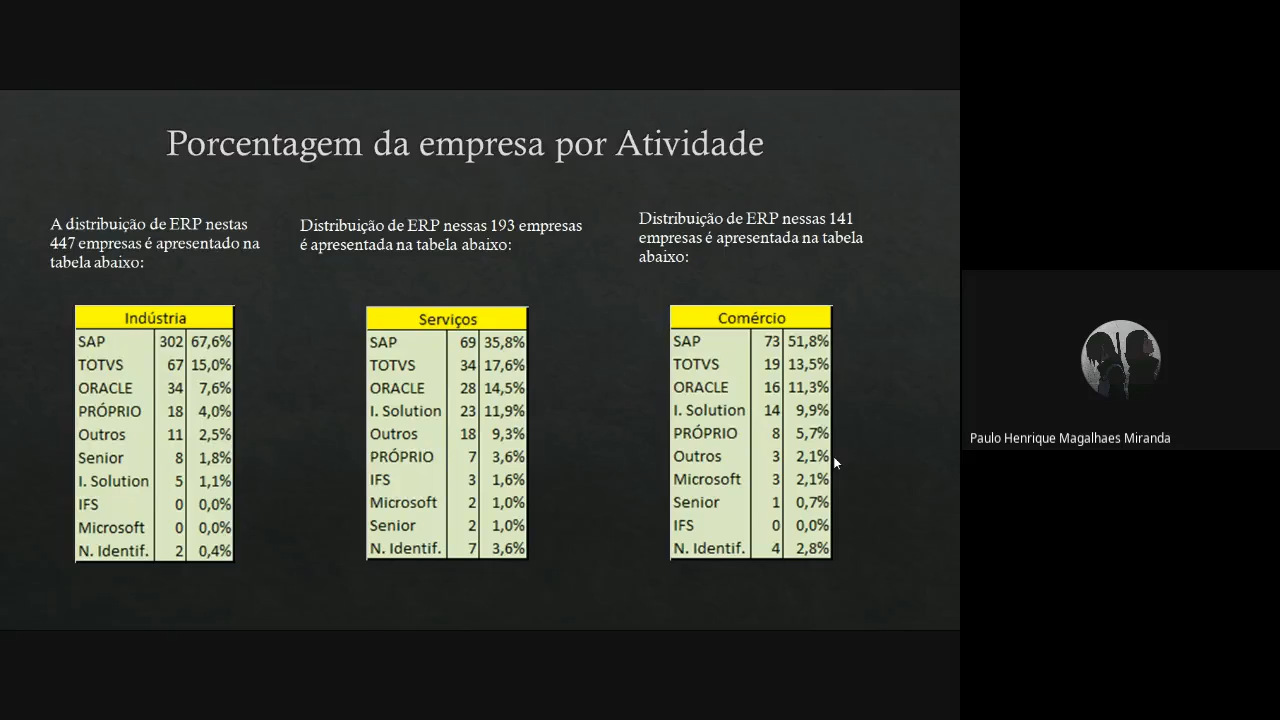 Porcentagem da empresa por Atividade
A distribuição de ERP nestas
447 empresas é apresentado na
tabela abaixo:
Distribuição de ERP nessas 193 empresas
é apresentada na tabela abaixo:
Distribuição de ERP nessas 141
empresas é apresentada na tabela
abaixo:
Indústria
SAP 302 67,6%
TOTVS 67 15,0%
ORACLE 34 7,6%
PRÓPRIO 18 4,0%
Outros 11 2,5%
Senior 8 1,8%
I. Solution 5 1,1%
IFS 0 0,0%
Microsoft 0 0,0%
N. Identif. 2 0,4%
Serviços
SAP 69 35,8%
TOTVS 34 17,6%
ORACLE 28 14,5%
I. Solution 23 11,9%
Outros 18 9,3%
PRÓPRIO 7 3,6%
IFS 3 1,6%
Microsoft 2 1,0%
Senior 2 1,0%
N. Identif. 7 3,6%
Comércio
SAP 73 51,8%
TOTVS 19 13,5%
ORACLE 16 11,3%
I. Solution 14 9,9%
PRÓPRIO 8 5,7%
Outros 3 2,1%
Microsoft 3 2,1%
Senior 1 0,7%
IFS 0 0,0%
N. Identif. 4 2,8%
Paulo Henrique Magalhaes Miranda